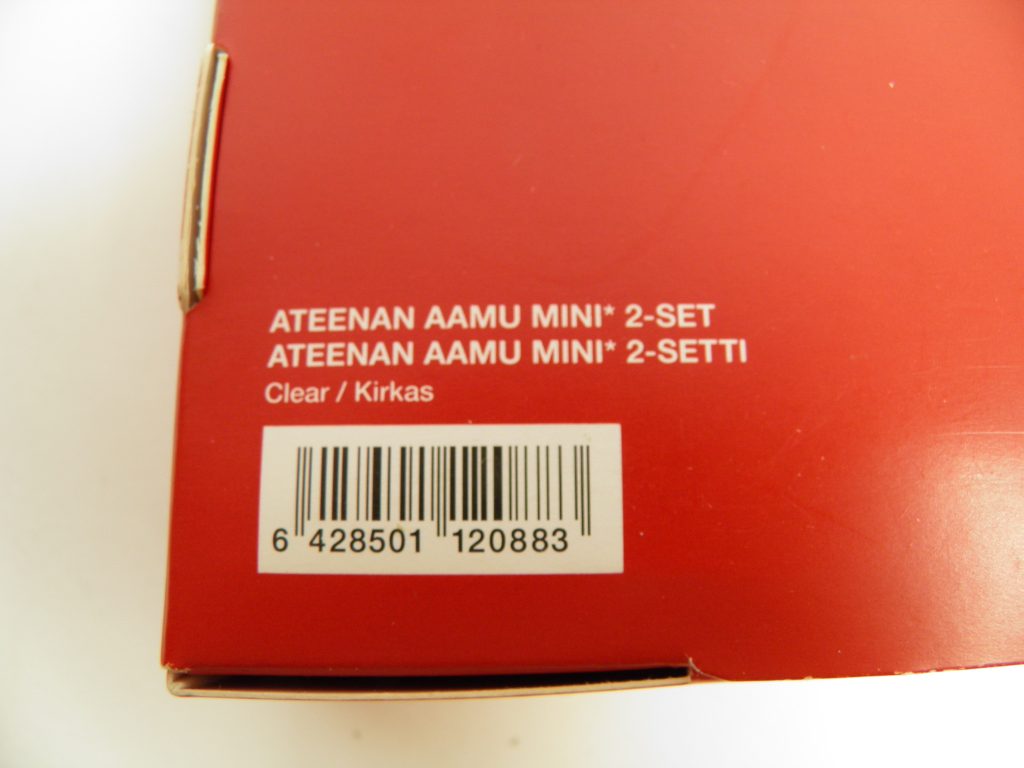 ATEENAN AAMU MINI* 2-SET
ATEENAN AAMU MINI* 2-SETTI
Clear / Kirkas
6 428501 120883